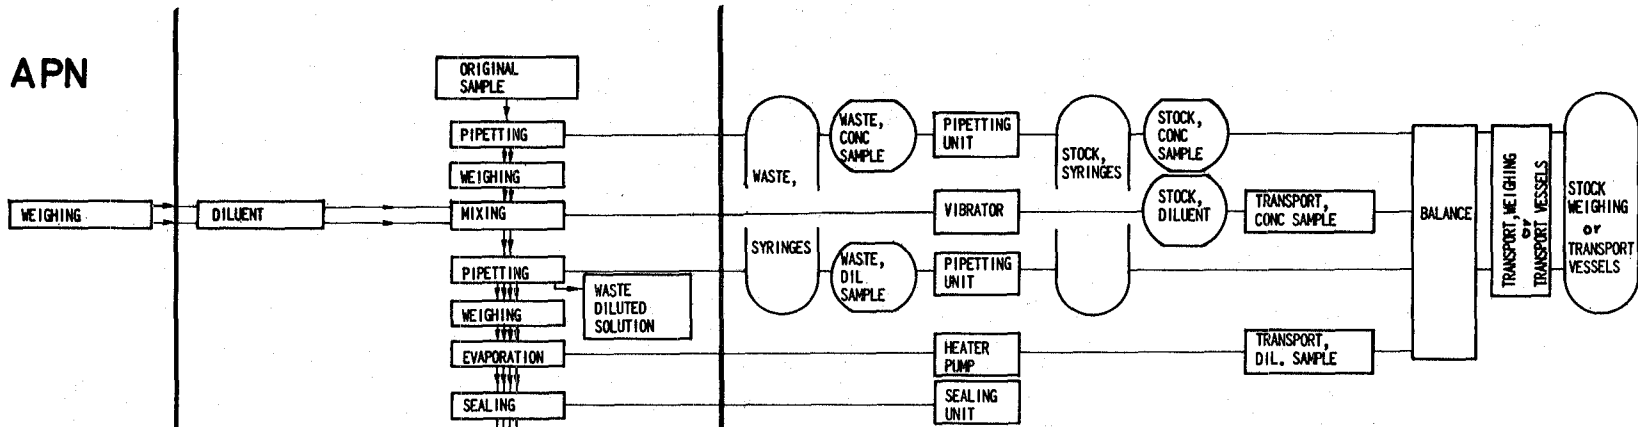 APN
ORIGINAL
SAMPLE
PIPETTING
WEIGHING
WEIGHING
DILUENT
MIXING
PIPETTING
WASTE
DILUTED
SOLUTION
WEIGHING
EVAPORATION
SEALING
WASTE,
SYRINGES
WASTE,
CONC
SAMPLE
WASTE,
DIL.
SAMPLE
PIPETTING
UNIT
VIBRATOR
PIPETTING
UNIT
HEATER
PUMP
SEALING
UNIT
STOCK,
SYRINGES
STOCK,
CONC
SAMPLE
STOCK,
DILUENT
TRANSPORT,
CONC SAMPLE
TRANSPORT,
DIL. SAMPLE
BALANCE
TRANSPORT, WEIGHING
or
TRANSPORT VESSELS
STOCK
WEIGHING
or
TRANSPORT
VESSELS